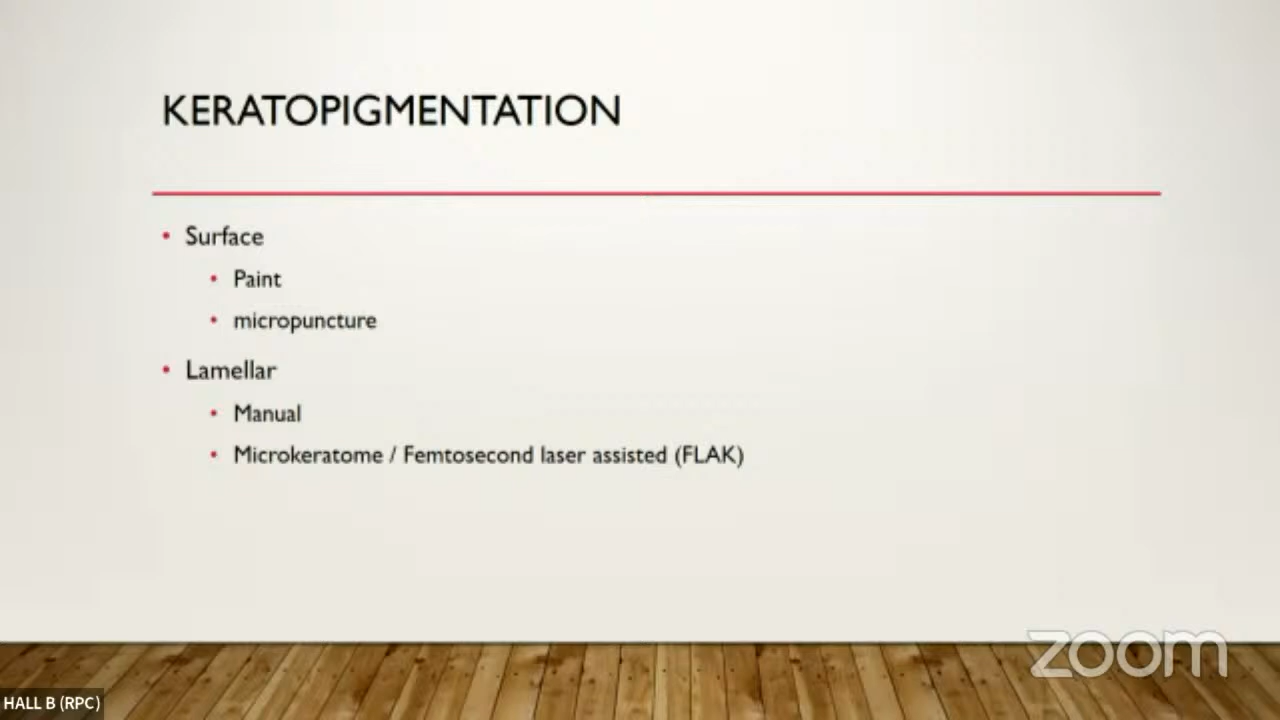 KERATOPIGMENTATION
• Surface
• Paint
• micropuncture
• Lamellar
• Manual
• Microkeratome / Femtosecond laser assisted (FLAK)
zoom
HALL B (RPC)